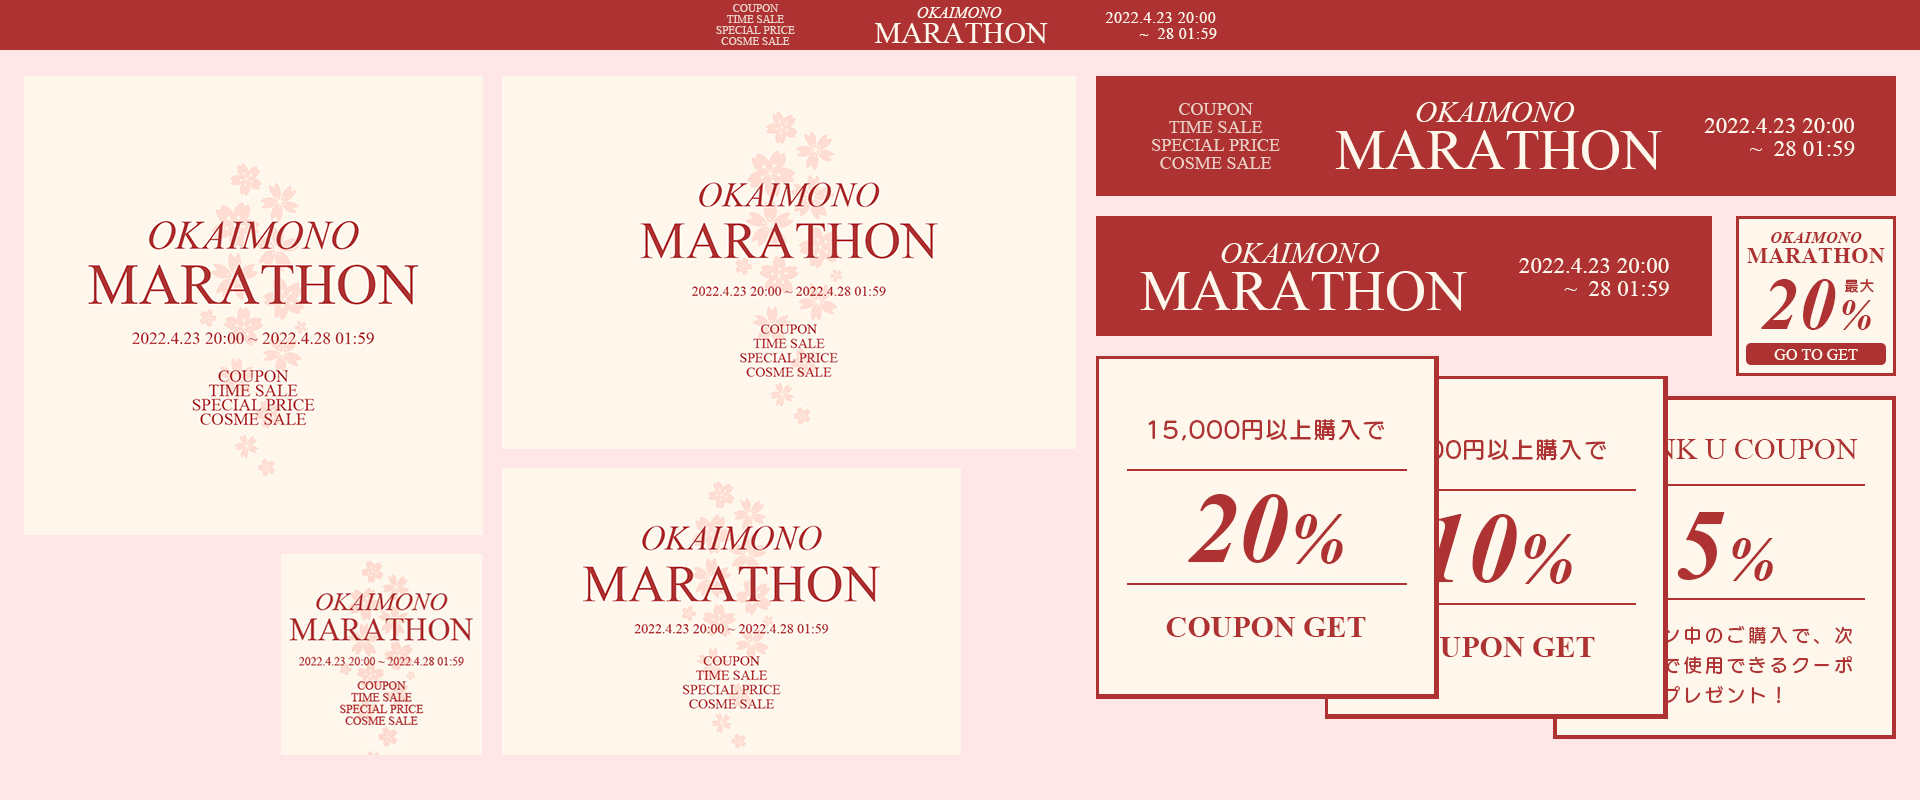 COUPON
TIME SALE
SPECIAL PRICE
COSME SALE
OKAIMONO
MARATHON
2022.4.23 20:00
~ 28 01:59
OKAIMONO
MARATHON
2022.4.23 20:00 ~ 2022.4.28 01:59
COUPON
TIME SALE
SPECIAL PRICE
COSME SALE
OKAIMONO
MARATHON
2022.4.23 20:00 ~ 2022.4.28 01:59
COUPON
TIME SALE
SPECIAL PRICE
COSME SALE
OKAIMONO
MARATHON
2022.4.23 20:00 ~ 2022.4.28 01:59
COUPON
TIME SALE
SPECIAL PRICE
COSME SALE
OKAIMONO
MARATHON
2022.4.23 20:00 ~ 2022.4.28 01:59
COUPON
TIME SALE
SPECIAL PRICE
COSME SALE
COUPON
TIME SALE
SPECIAL PRICE
COSME SALE
OKAIMONO
MARATHON
2022.4.23 20:00
~ 28 01:59
OKAIMONO
MARATHON
2022.4.23 20:00
~ 28 01:59
OKAIMONO
MARATHON
最大
20%
GO TO GET
15,000円以上購入で
20%
COUPON GET
00円以上購入で
10%
UPON GET
NK U COUPON
5%
ン中のご購入で、次
で使用できるクーポ
プレゼント！